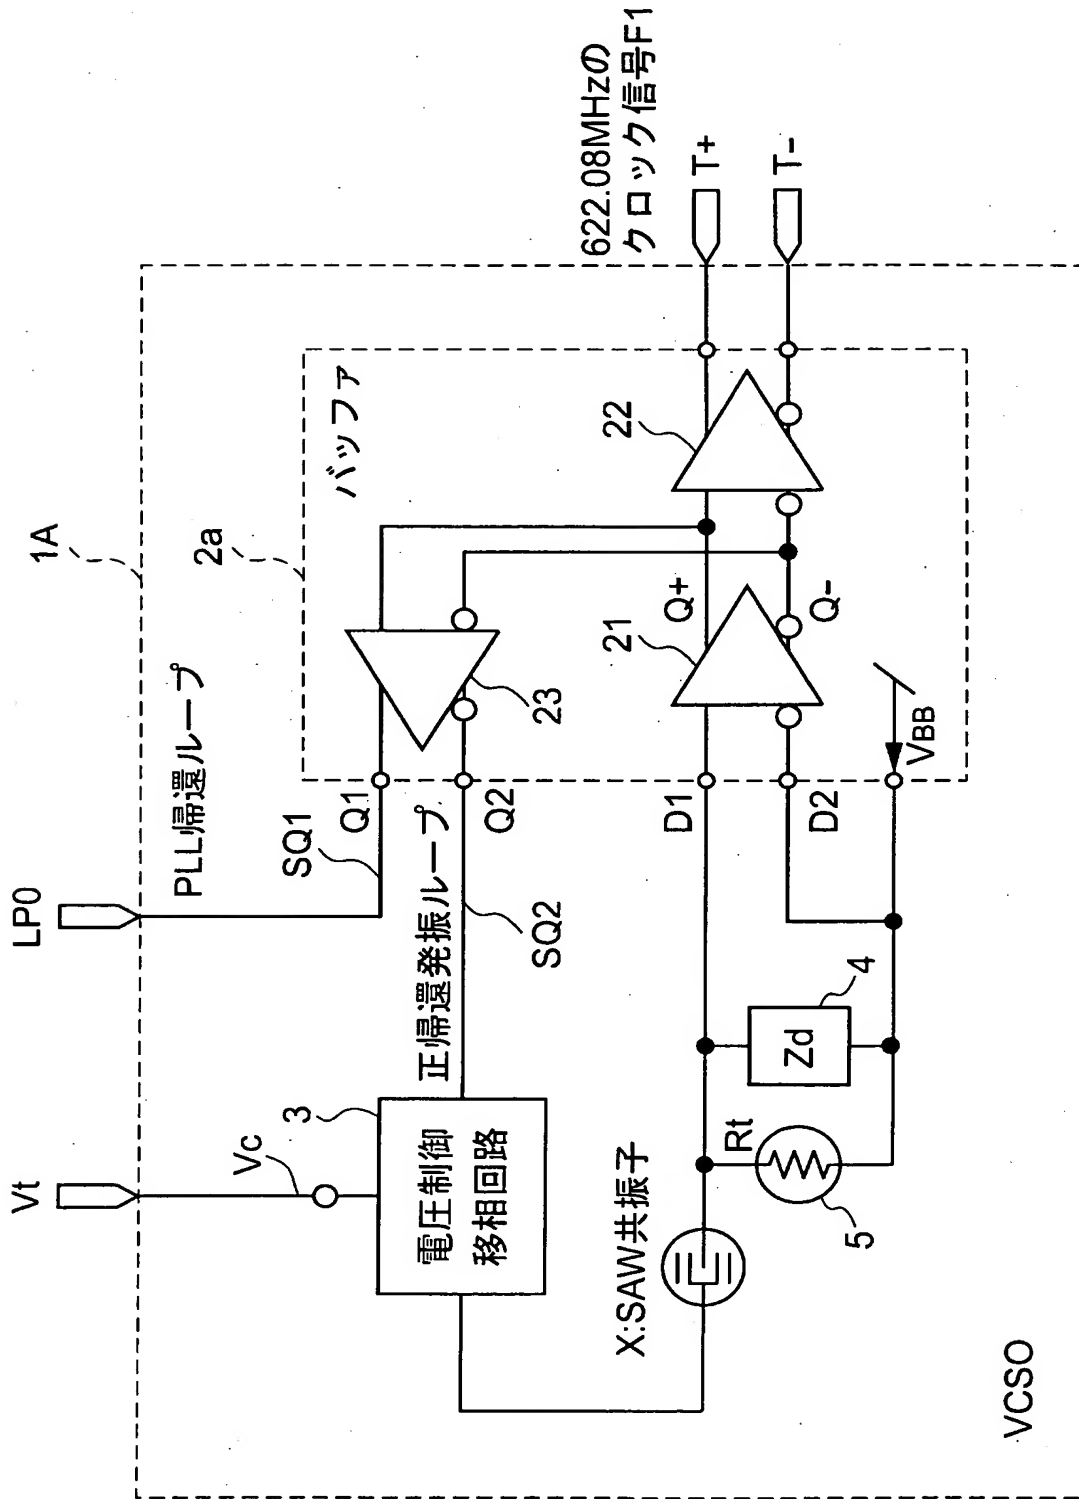 LP0
Vt
1A
PLL帰還ループ
2a
バッファ
SQ1
Q1
23
Q2
SQ2
正帰還発振ループ
Vc
3
電圧制御
移相回路
622.08MHzの
クロック信号F1
T+
T-
22
Q+
21
Q-
D1
D2
VBB
X:SAW共振子
Rt
5
Zd
4
VCSO